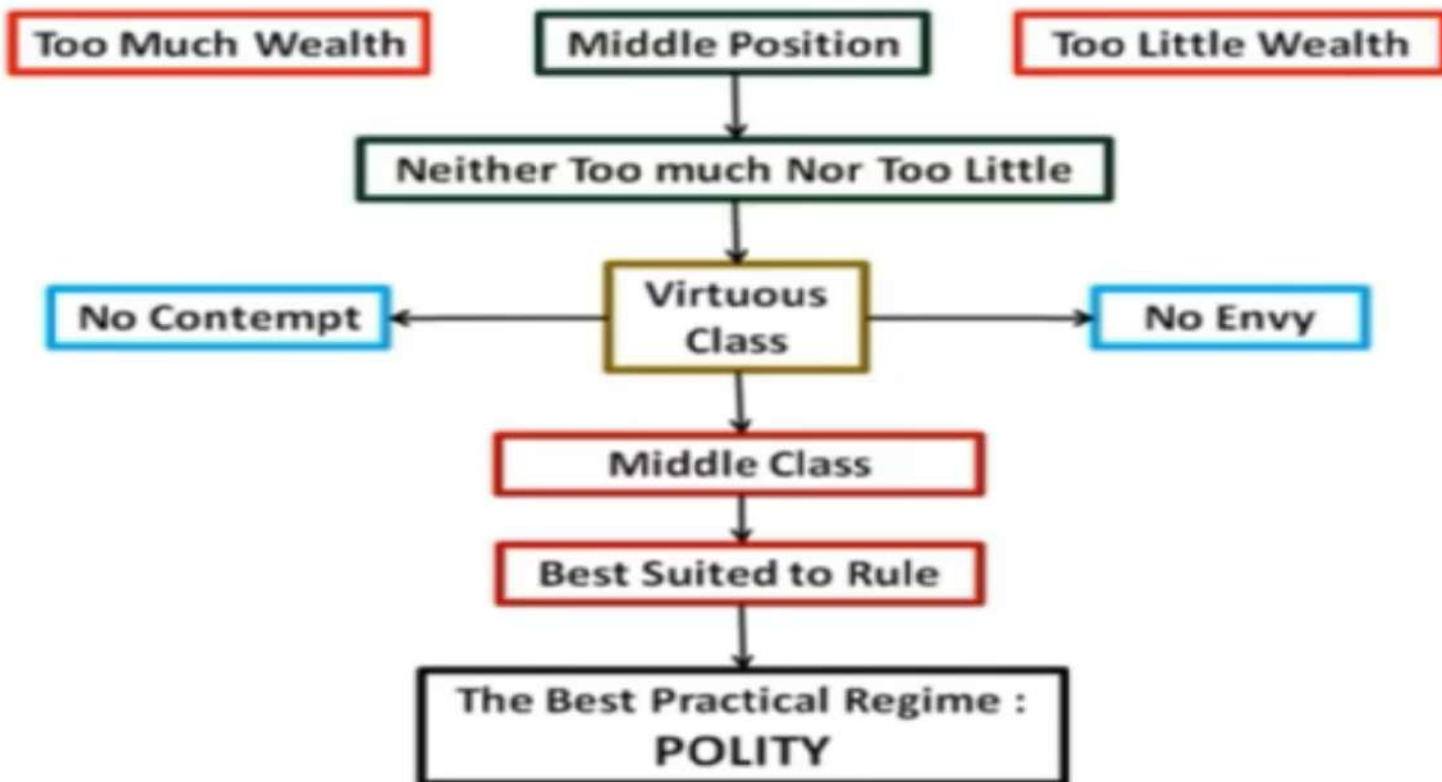 Too Much Wealth
Middle Position
Too Little Wealth
Neither Too much Nor Too Little
No Contempt
Virtuous
Class
No Envy
Middle Class
Best Suited to Rule
The Best Practical Regime :
POLITY